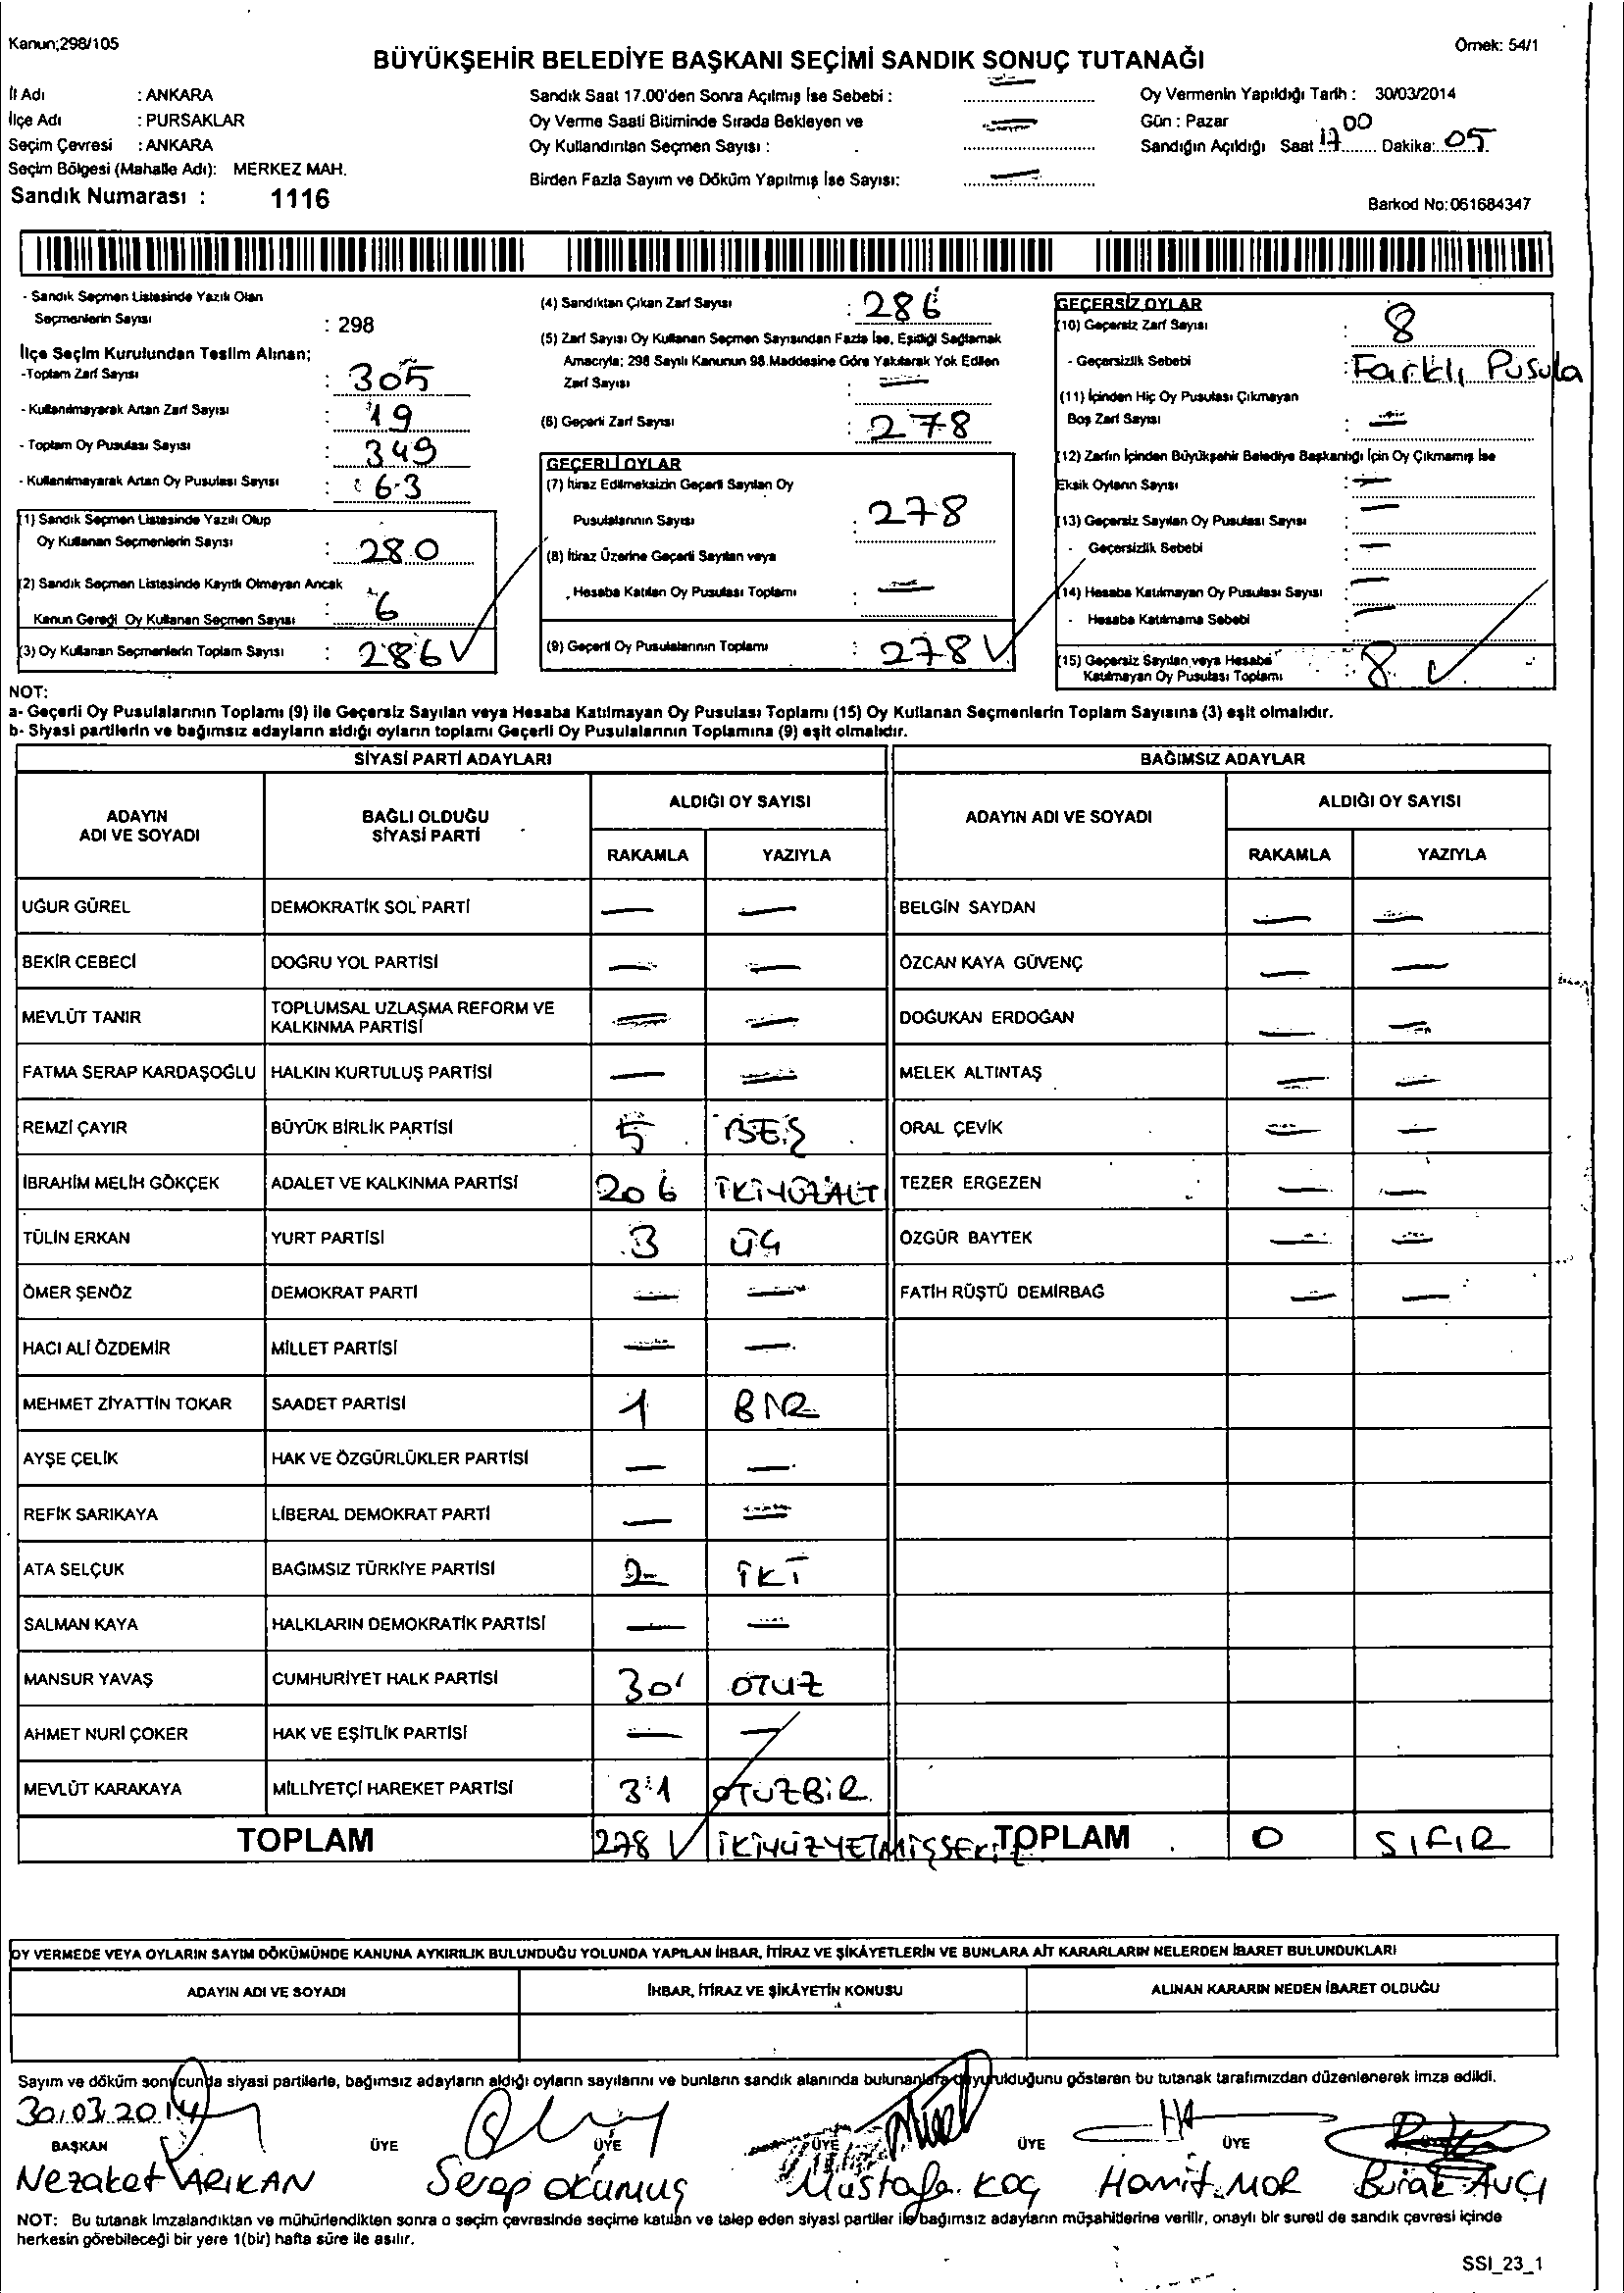 Kanun;298/105
Örnek: 54/1
BÜYÜKŞEHİR BELEDİYE BAŞKANI SEÇİMİ SANDIK SONUÇ TUTANAĞI
İl Adı : ANKARA
İlçe Adı : PURSAKLAR
Seçim Çevresi : ANKARA
Seçim Bölgesi (Mahalle Adı): MERKEZ MAH.
Sandık Numarası : 1116
Sandık Saat 17.00'den Sonra Açılmış İse Sebebi : —
Oy Verme Saati Bitiminde Sırada Bekleyen ve
Oy Kullandırılan Seçmen Sayısı : —
Birden Fazla Sayım ve Döküm Yapılmış İse Sayısı: —
Oy Vermenin Yapıldığı Tarih : 30/03/2014
Gün : Pazar
Sandığın Açıldığı Saat 17 00 Dakika: 05
Barkod No:061684347
- Sandık Seçmen Listesinde Yazılı Olan
Seçmenlerin Sayısı : 298
İlçe Seçim Kurulundan Teslim Alınan;
-Toplam Zarf Sayısı : 305
- Kullanılmayarak Artan Zarf Sayısı : 19
- Toplam Oy Pusulası Sayısı : 349
- Kullanılmayarak Artan Oy Pusulası Sayısı : 63
(1) Sandık Seçmen Listesinde Yazılı Olup
Oy Kullanan Seçmenlerin Sayısı : 280
(2) Sandık Seçmen Listesinde Kayıtlı Olmayan Ancak
Kanun Gereği Oy Kullanan Seçmen Sayısı : 6
(3) Oy Kullanan Seçmenlerin Toplam Sayısı : 286
(4) Sandıktan Çıkan Zarf Sayısı : 286
(5) Zarf Sayısı Oy Kullanan Seçmen Sayısından Fazla İse, Eşitliği Sağlamak
Amacıyla; 298 Sayılı Kanunun 98.Maddesine Göre Yakılarak Yok Edilen
Zarf Sayısı : —
(6) Geçerli Zarf Sayısı : 278
GEÇERLİ OYLAR
(7) İtiraz Edilmeksizin Geçerli Sayılan Oy
Pusulalarının Sayısı : 278
(8) İtiraz Üzerine Geçerli Sayılan veya
Hesaba Katılan Oy Pusulası Toplamı : —
(9) Geçerli Oy Pusulalarının Toplamı : 278
GEÇERSİZ OYLAR
(10) Geçersiz Zarf Sayısı : 8
- Geçersizlik Sebebi : Farklı Pusula
(11) İçinden Hiç Oy Pusulası Çıkmayan
Boş Zarf Sayısı : —
(12) Zarfın İçinden Büyükşehir Belediye Başkanlığı İçin Oy Çıkmamış İse
Eksik Oyların Sayısı : —
(13) Geçersiz Sayılan Oy Pusulası Sayısı —
- Geçersizlik Sebebi : —
(14) Hesaba Katılmayan Oy Pusulası Sayısı —
- Hesaba Katılmama Sebebi —
(15) Geçersiz Sayılan veya Hesaba
Katılmayan Oy Pusulası Toplamı : 8
NOT:
a- Geçerli Oy Pusulalarının Toplamı (9) ile Geçersiz Sayılan veya Hesaba Katılmayan Oy Pusulası Toplamı (15) Oy Kullanan Seçmenlerin Toplam Sayısına (3) eşit olmalıdır.
b- Siyasi partilerin ve bağımsız adayların aldığı oyların toplamı Geçerli Oy Pusulalarının Toplamına (9) eşit olmalıdır.
SİYASİ PARTİ ADAYLARI
ADAYIN
ADI VE SOYADI
BAĞLI OLDUĞU
SİYASİ PARTİ
ALDIĞI OY SAYISI
RAKAMLA YAZIYLA
BAĞIMSIZ ADAYLAR
ADAYIN ADI VE SOYADI
ALDIĞI OY SAYISI
RAKAMLA YAZIYLA
UĞUR GÜREL DEMOKRATİK SOL PARTİ — —
BEKİR CEBECİ DOĞRU YOL PARTİSİ — —
MEVLÜT TANIR TOPLUMSAL UZLAŞMA REFORM VE
KALKINMA PARTİSİ — —
FATMA SERAP KARDAŞOĞLU HALKIN KURTULUŞ PARTİSİ — —
REMZİ ÇAYIR BÜYÜK BİRLİK PARTİSİ 5 BEŞ
İBRAHİM MELİH GÖKÇEK ADALET VE KALKINMA PARTİSİ 206 İKİYÜZALTI
TÜLİN ERKAN YURT PARTİSİ 3 ÜÇ
ÖMER ŞENÖZ DEMOKRAT PARTİ — —
HACI ALİ ÖZDEMİR MİLLET PARTİSİ — —
MEHMET ZİYATTİN TOKAR SAADET PARTİSİ 1 BİR
AYŞE ÇELİK HAK VE ÖZGÜRLÜKLER PARTİSİ — —
REFİK SARIKAYA LİBERAL DEMOKRAT PARTİ — —
ATA SELÇUK BAĞIMSIZ TÜRKİYE PARTİSİ 2 İKİ
SALMAN KAYA HALKLARIN DEMOKRATİK PARTİSİ — —
MANSUR YAVAŞ CUMHURİYET HALK PARTİSİ 30 OTUZ
AHMET NURİ ÇOKER HAK VE EŞİTLİK PARTİSİ — —
MEVLÜT KARAKAYA MİLLİYETÇİ HAREKET PARTİSİ 31 OTUZBİR
TOPLAM 278 İKİYÜZYETMİŞSEKİZ
BELGİN SAYDAN — —
ÖZCAN KAYA GÜVENÇ — —
DOĞUKAN ERDOĞAN — —
MELEK ALTINTAŞ — —
ORAL ÇEVİK — —
TEZER ERGEZEN — —
ÖZGÜR BAYTEK — —
FATİH RÜŞTÜ DEMİRBAĞ — —
TOPLAM 0 SIFIR
OY VERMEDE VEYA OYLARIN SAYIM DÖKÜMÜNDE KANUNA AYKIRILIK BULUNDUĞU YOLUNDA YAPILAN İHBAR, İTİRAZ VE ŞİKÂYETLERİN VE BUNLARA AİT KARARLARIN NELERDEN İBARET BULUNDUKLARI
ADAYIN ADI VE SOYADI İHBAR, İTİRAZ VE ŞİKÂYETİN KONUSU ALINAN KARARIN NEDEN İBARET OLDUĞU
Sayım ve döküm sonucunda siyasi partilerle, bağımsız adayların aldığı oyların sayılarını ve bunların sandık alanında bulunanlara duyurulduğunu gösteren bu tutanak tarafımızdan düzenlenerek imza edildi.
30.03.2014
BAŞKAN ÜYE ÜYE ÜYE ÜYE ÜYE
Nezaket ARIKAN Serap OKUMUŞ Mustafa KOÇ Hamit MOR Burak AVCI
NOT: Bu tutanak imzalandıktan ve mühürlendikten sonra o seçim çevresinde seçime katılan ve talep eden siyasi partiler ile bağımsız adayların müşahitlerine verilir, onaylı bir sureti de sandık çevresi içinde
herkesin görebileceği bir yere 1(bir) hafta süre ile asılır.
SSI_23_1